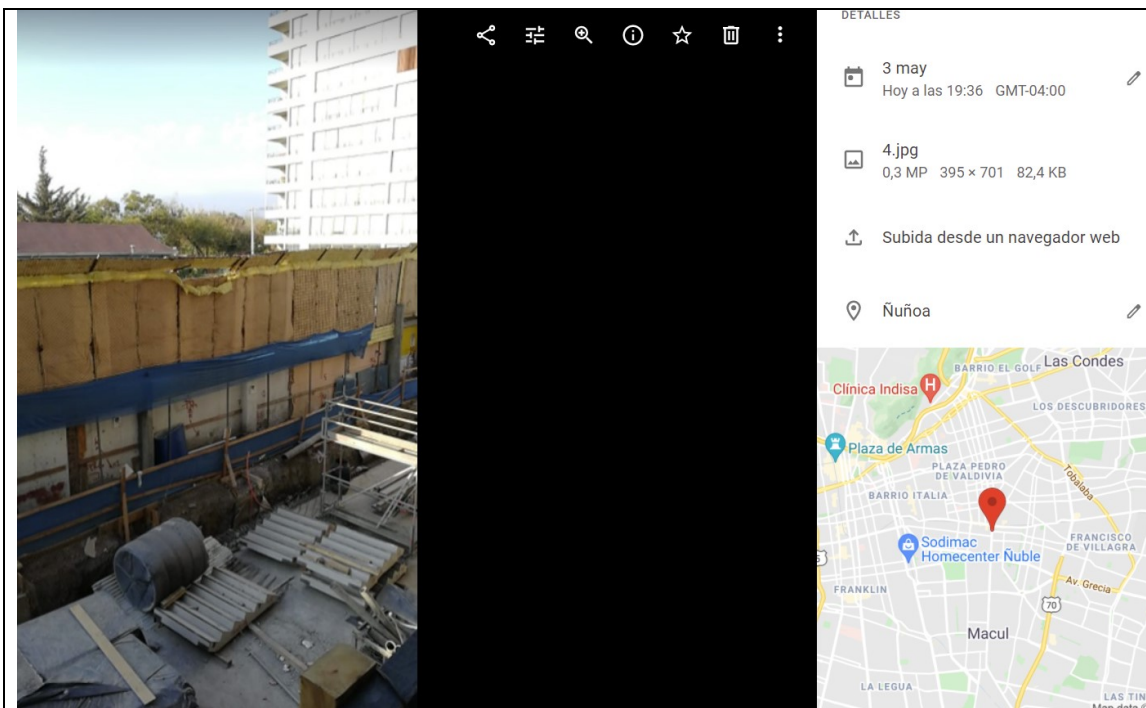 DETALLES
3 may
Hoy a las 19:36 GMT-04:00
4.jpg
0,3 MP 395 × 701 82,4 KB
Subida desde un navegador web
Ñuñoa
Las Condes
BARRIO EL GOLF
Clínica Indisa
H
LOS DESCUBRIDORES
Plaza de Armas
PLAZA PEDRO
DE VALDIVIA
Tobalaba
BARRIO ITALIA
Sodimac
Homecenter Ñuble
FRANCISCO
DE VILLAGRA
FRANKLIN
Av. Grecia
70
Macul
LA LEGUA
LAS TIN